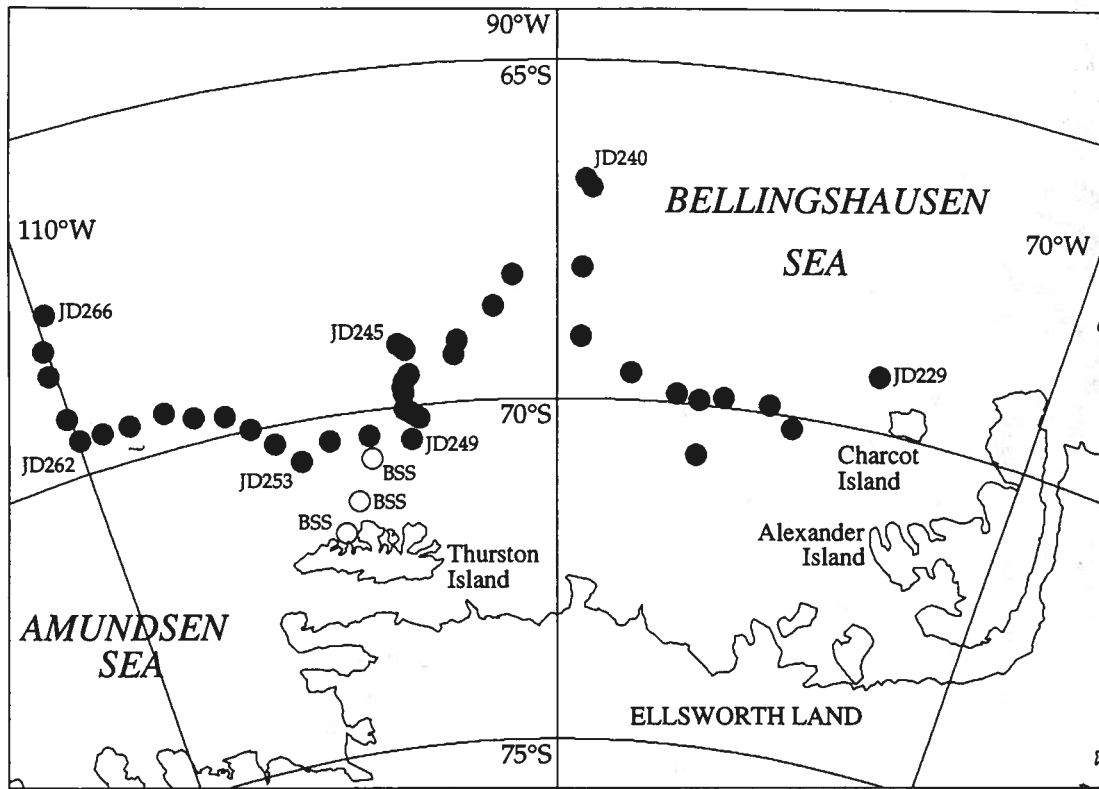 90°W
65°S
JD240
BELLINGSHAUSEN
SEA
110°W
70°W
JD266
JD245
JD229
70°S
JD249
JD262
JD253
BSS
BSS
BSS
Charcot
Island
Alexander
Island
Thurston
Island
AMUNDSEN
SEA
ELLSWORTH LAND
75°S